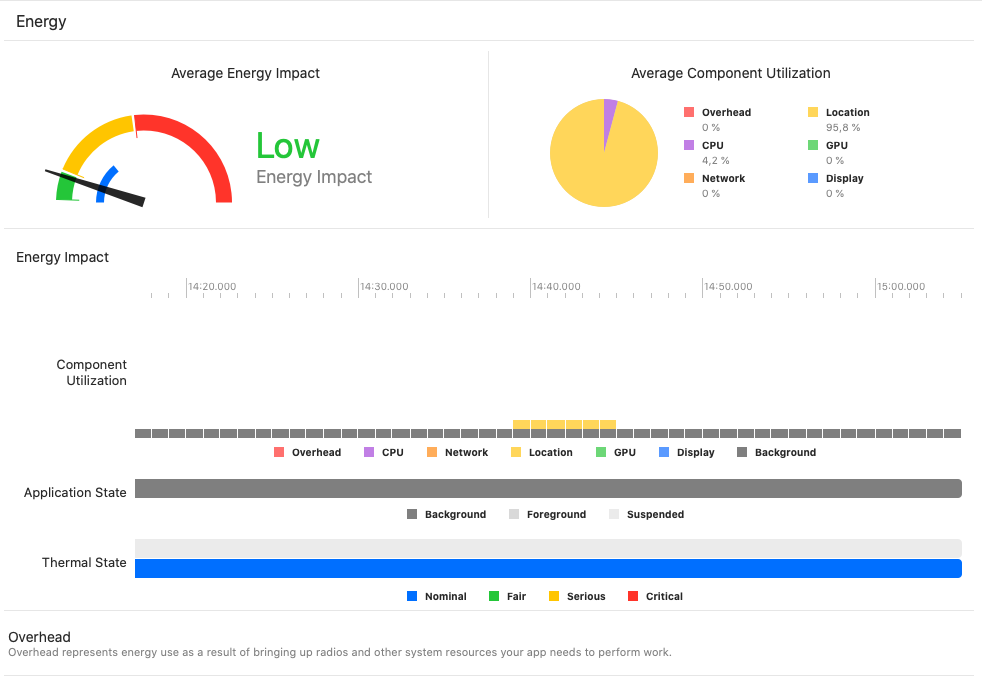 Energy
Average Energy Impact
Low
Energy Impact
Average Component Utilization
Overhead
0 %
Location
95,8 %
CPU
4,2 %
GPU
0 %
Network
0 %
Display
0 %
Energy Impact
14:20.000 14:30.000 14:40.000 14:50.000 15:00.000
Component
Utilization
Overhead CPU Network Location GPU Display Background
Application State
Background Foreground Suspended
Thermal State
Nominal Fair Serious Critical
Overhead
Overhead represents energy use as a result of bringing up radios and other system resources your app needs to perform work.